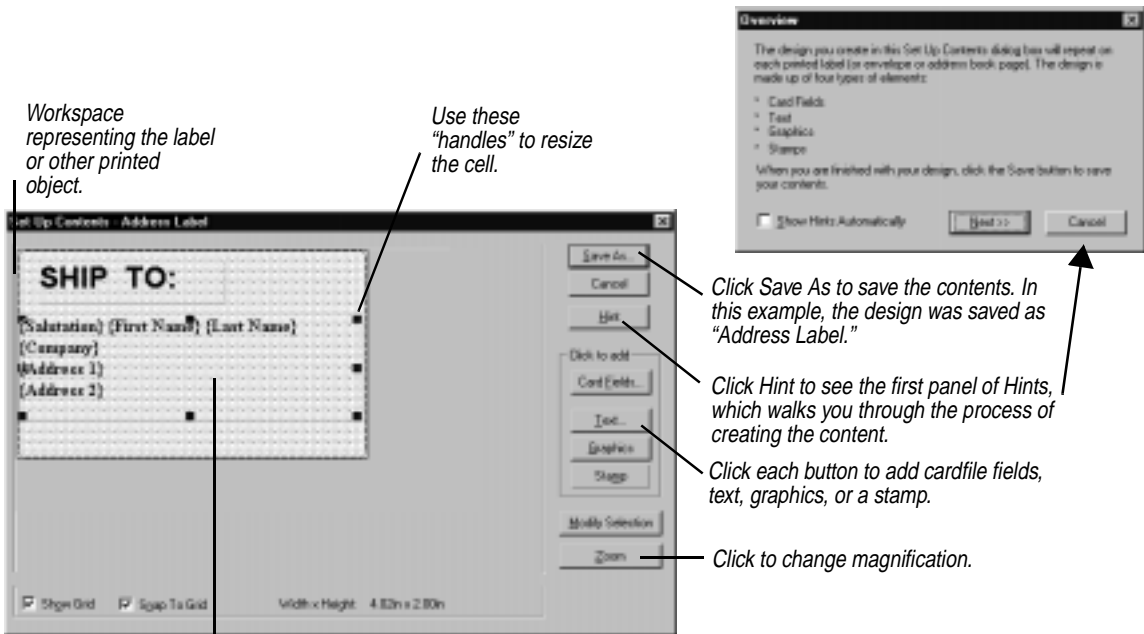 Overview
The design you create in this Set Up Contents dialog box will repeat on
each printed label (or envelope or address book page). The design is
made up of four types of elements:
* Card Fields
* Text
* Graphics
* Stamps
When you are finished with your design, click the Save button to save
your contents.
Show Hints Automatically
Next >>
Cancel
Workspace
representing the label
or other printed
object.
Use these
“handles” to resize
the cell.
Set Up Contents - Address Label
SHIP TO:
{Salutation} {First Name} {Last Name}
{Company}
{Address 1}
{Address 2}
Save As...
Cancel
Hint
Click to add
Card Fields...
Text...
Graphics
Stamp
Modify Selection
Zoom
Show Grid
Snap To Grid
Width x Height: 4.02in x 2.00in
Click Save As to save the contents. In
this example, the design was saved as
“Address Label.”
Click Hint to see the first panel of Hints,
which walks you through the process of
creating the content.
Click each button to add cardfile fields,
text, graphics, or a stamp.
Click to change magnification.